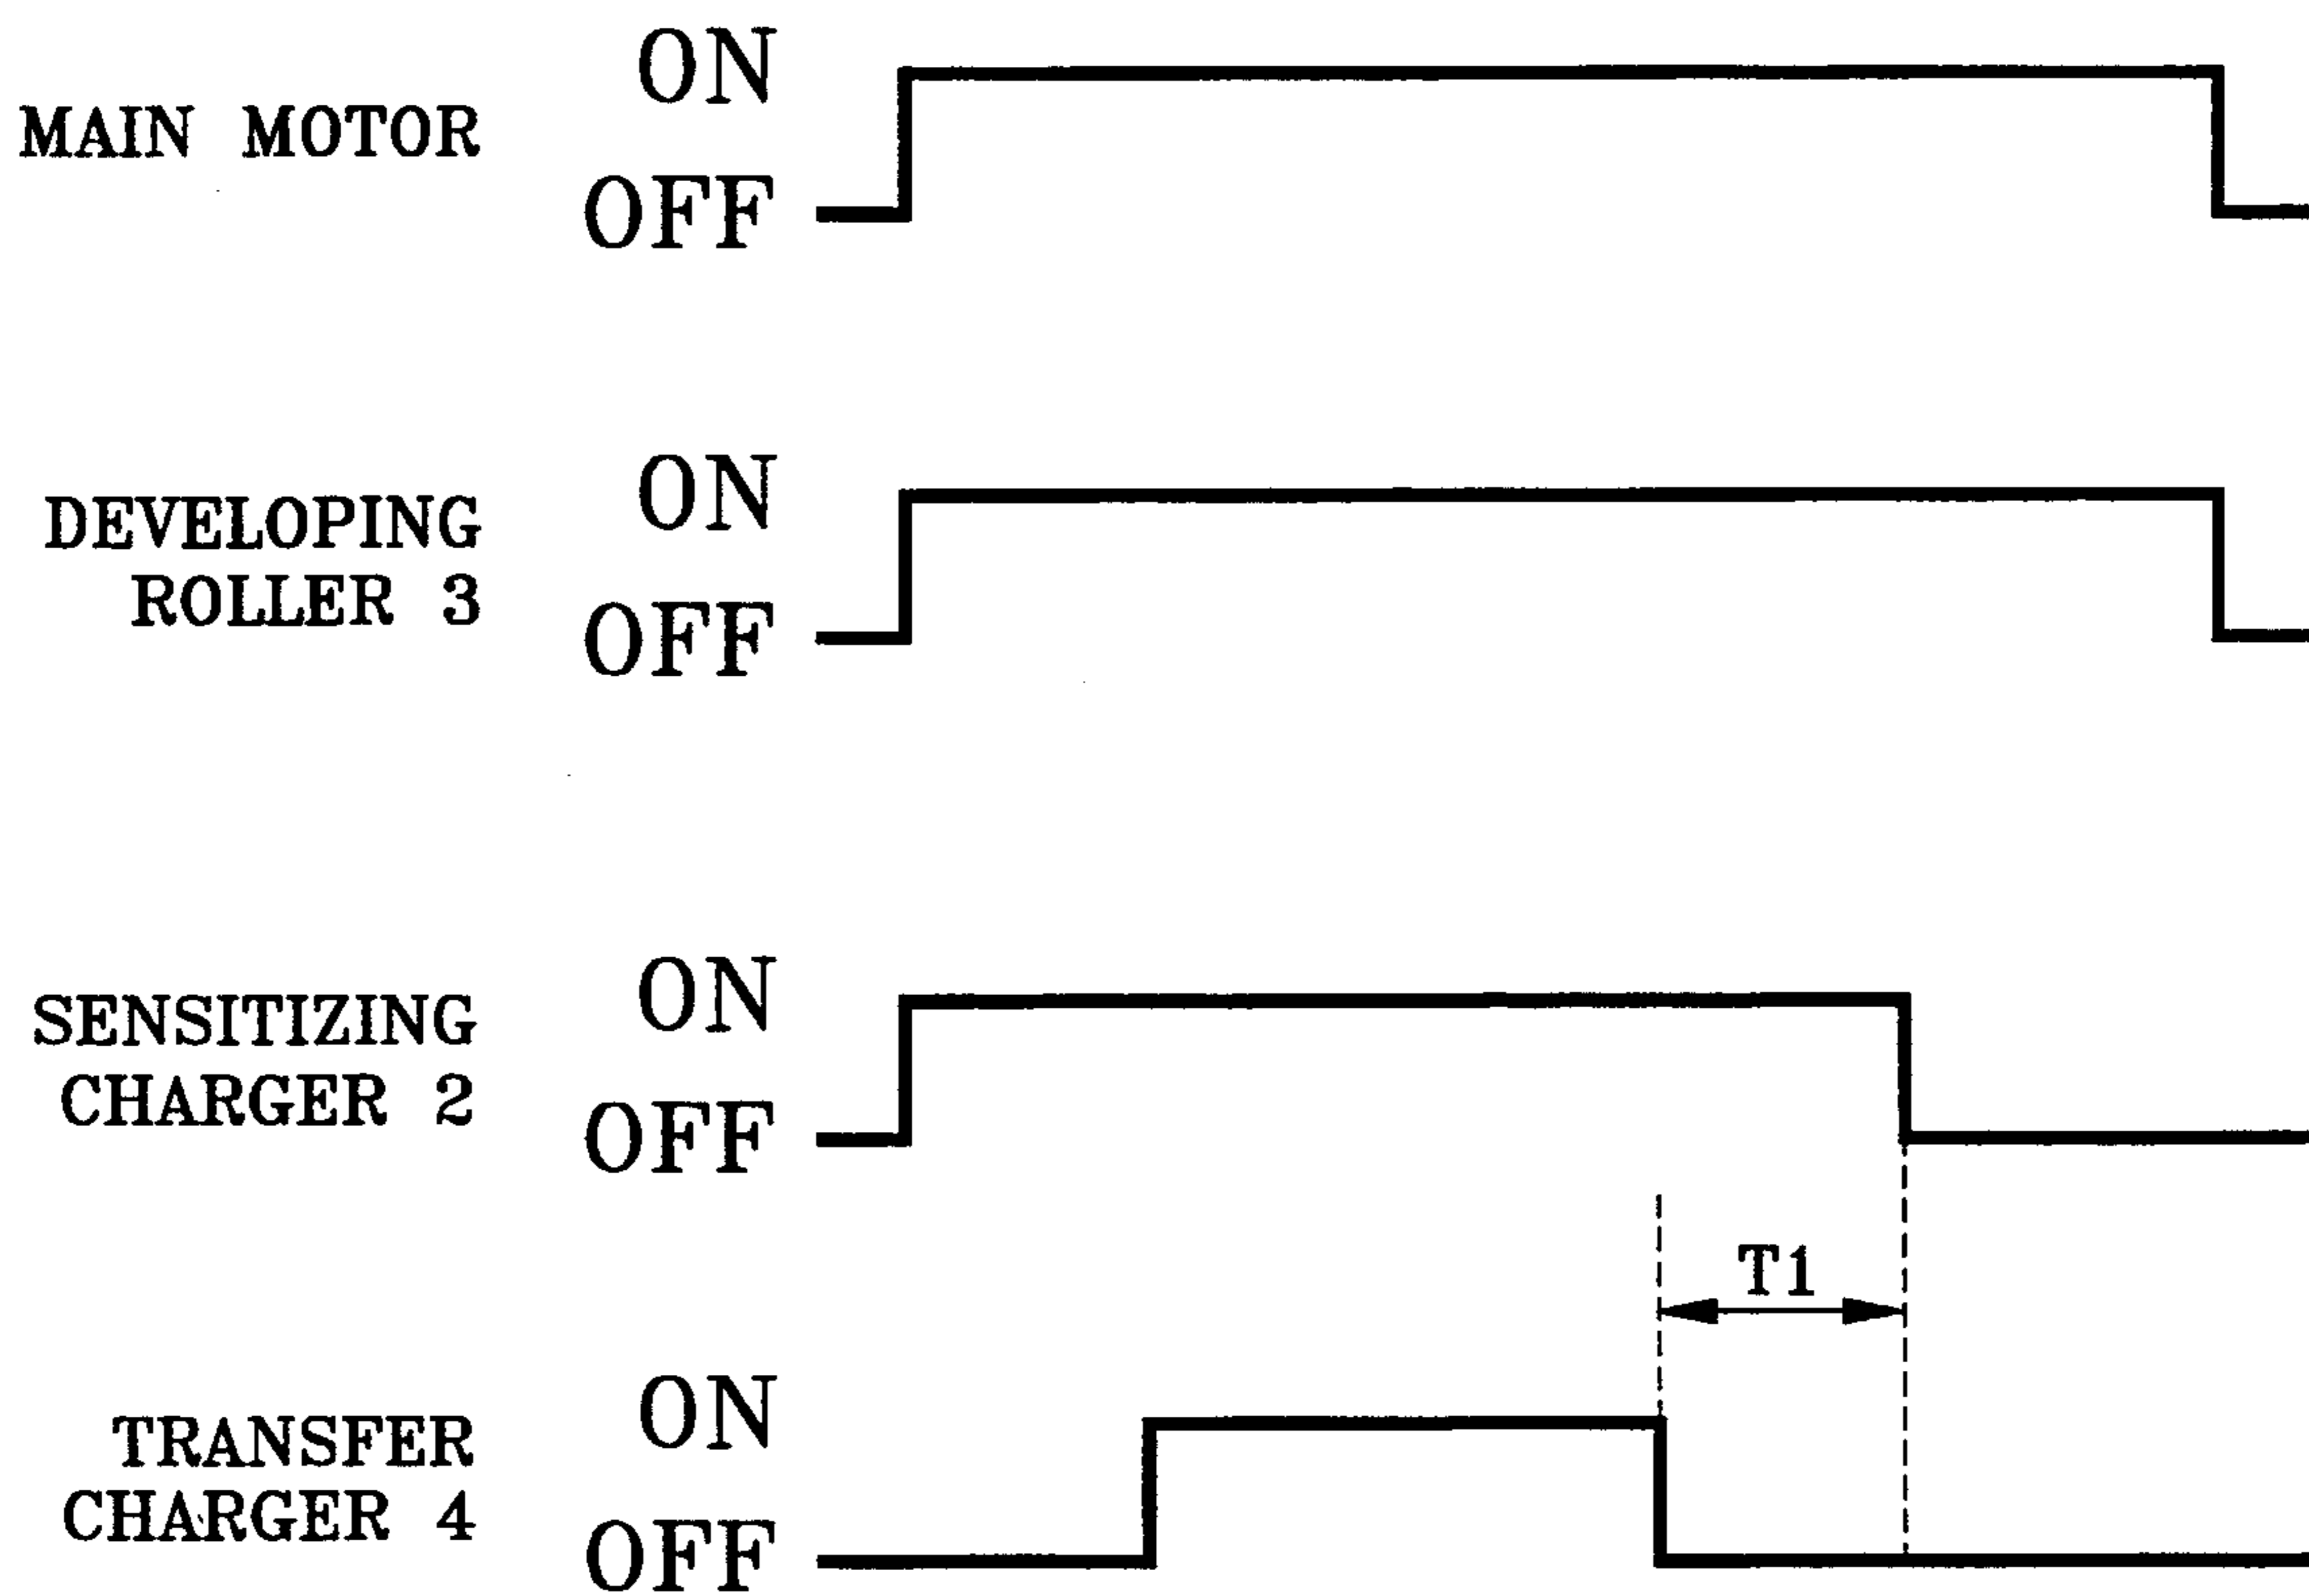 ON
MAIN MOTOR
OFF
ON
DEVELOPING
ROLLER 3
OFF
ON
SENSITIZING
CHARGER 2
OFF
T1
ON
TRANSFER
CHARGER 4
OFF